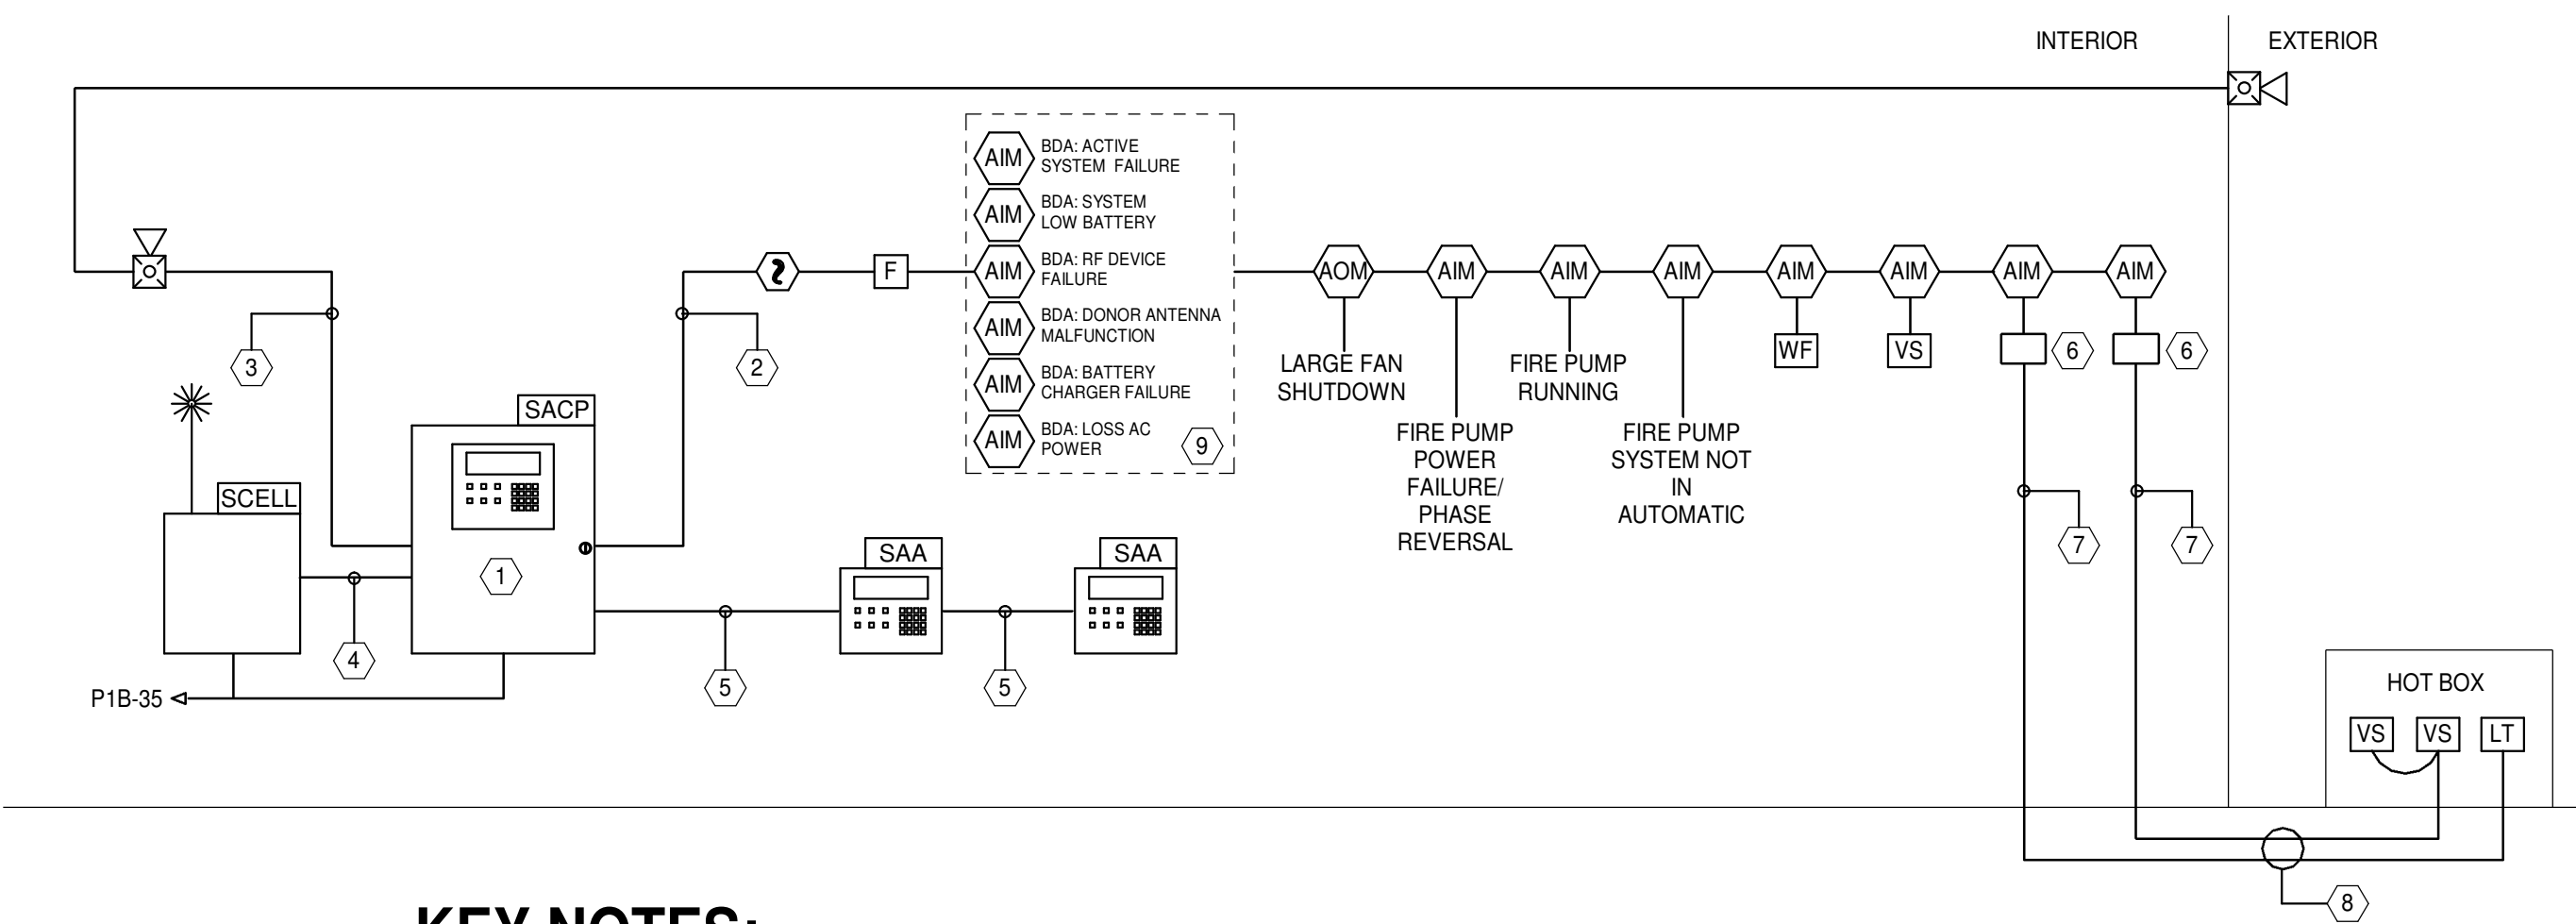 INTERIOR
EXTERIOR
AIM
BDA: ACTIVE
SYSTEM FAILURE
AIM
BDA: SYSTEM
LOW BATTERY
AIM
BDA: RF DEVICE
FAILURE
AIM
BDA: DONOR ANTENNA
MALFUNCTION
AIM
BDA: BATTERY
CHARGER FAILURE
AIM
BDA: LOSS AC
POWER
9
F
AOM
LARGE FAN
SHUTDOWN
AIM
FIRE PUMP
POWER
FAILURE/
PHASE
REVERSAL
AIM
FIRE PUMP
RUNNING
AIM
FIRE PUMP
SYSTEM NOT
IN
AUTOMATIC
AIM
WF
AIM
VS
AIM
6
AIM
6
7
7
3
2
SACP
1
SCELL
4
SAA
SAA
5
5
P1B-35
HOT BOX
VS
VS
LT
8
KEY NOTES: